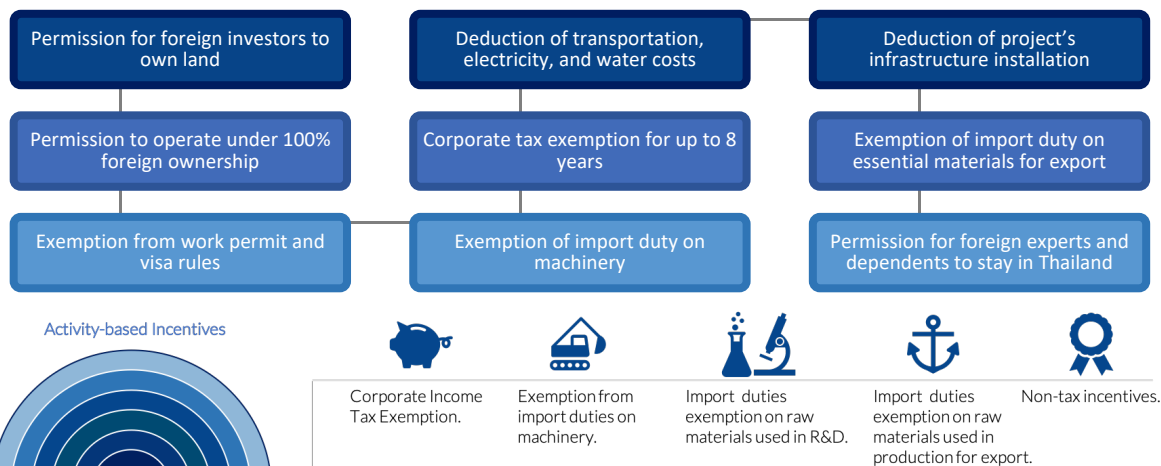 Permission for foreign investors to
own land
Deduction of transportation,
electricity, and water costs
Deduction of project’s
infrastructure installation
Permission to operate under 100%
foreign ownership
Corporate tax exemption for up to 8
years
Exemption of import duty on
essential materials for export
Exemption from work permit and
visa rules
Exemption of import duty on
machinery
Permission for foreign experts and
dependents to stay in Thailand
Activity-based Incentives
Corporate Income
Tax Exemption.
Exemption from
import duties on
machinery.
Import duties
exemption on raw
materials used in R&D.
Import duties
exemption on raw
materials used in
production for export.
Non-tax incentives.